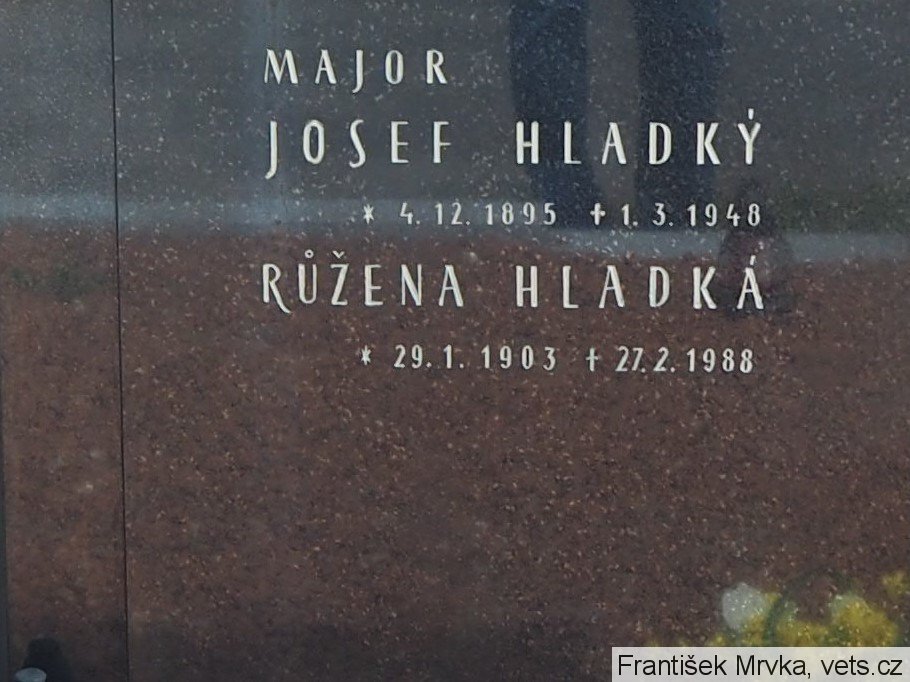 MAJOR
JOSEF HLADKÝ
* 4. 12. 1895 † 1. 3. 1948
RŮŽENA HLADKÁ
* 29. 1. 1903 † 27. 2. 1988
František Mrvka, vets.cz